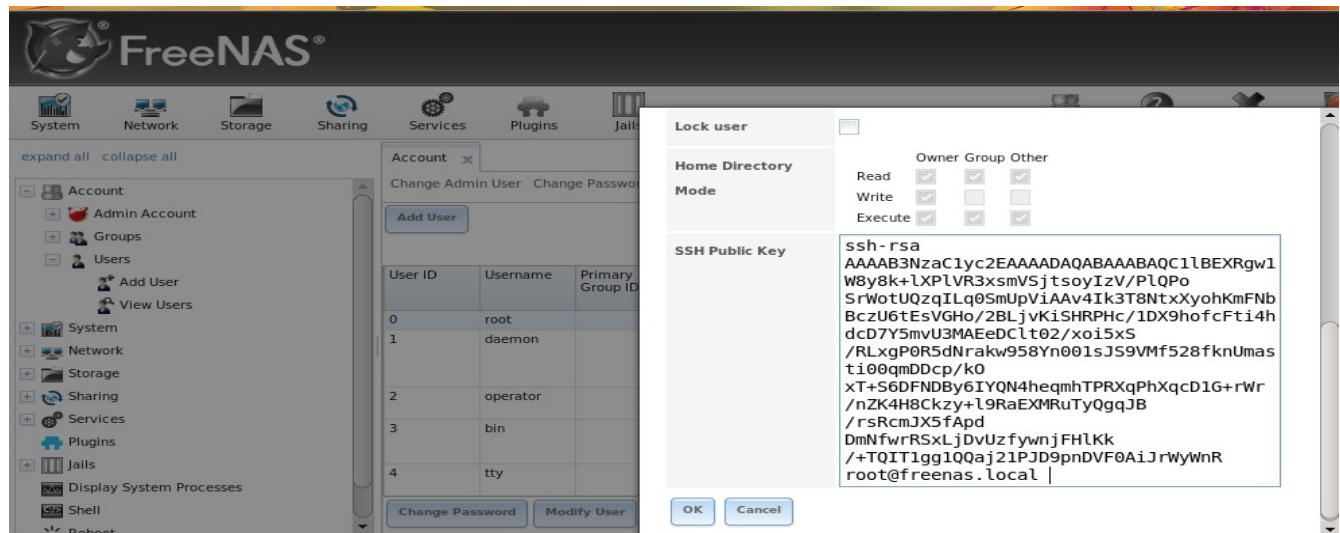 FreeNAS®
System Network Storage Sharing Services Plugins Jails
expand all collapse all
Account
Admin Account
Groups
Users
Add User
View Users
System
Network
Storage
Sharing
Services
Plugins
Jails
Display System Processes
Shell
Reboot
Account x
Change Admin User Change Passwor
Add User
User ID Username Primary Group ID
0 root
1 daemon
2 operator
3 bin
4 tty
Change Password Modify User
Lock user
Home Directory Mode
Owner Group Other
Read
Write
Execute
SSH Public Key
ssh-rsa
AAAAB3NzaC1yc2EAAAADAQABAAABAQC1lBEXRgw1
W8y8k+lXPlVR3xsmVSjtsoyIzV/PlQPo
SrWotUQzqILq0SmUpViAAv4Ik3T8NtxXyohKmFNb
BczU6tEsVGHo/2BLjvKiSHRPHc/1DX9hofcFti4h
dcD7Y5mvU3MAEeDClt02/xoi5xS
/RLxgP0R5dNrakw958Yn001sJS9VMf528fknUmas
ti00qmDDcp/kO
xT+S6DFNDBy6IYQN4heqmhTPRXqPhXqcD1G+rWr
/nZK4H8Ckzy+l9RaEXMRuTyQgqJB
/rsRcmJX5fApd
DmNfwrRSxLjDvUzfywnjFHlKk
/+TQIT1gg1QQaj21PJD9pnDVF0AiJrWyWnR
root@freenas.local
OK Cancel